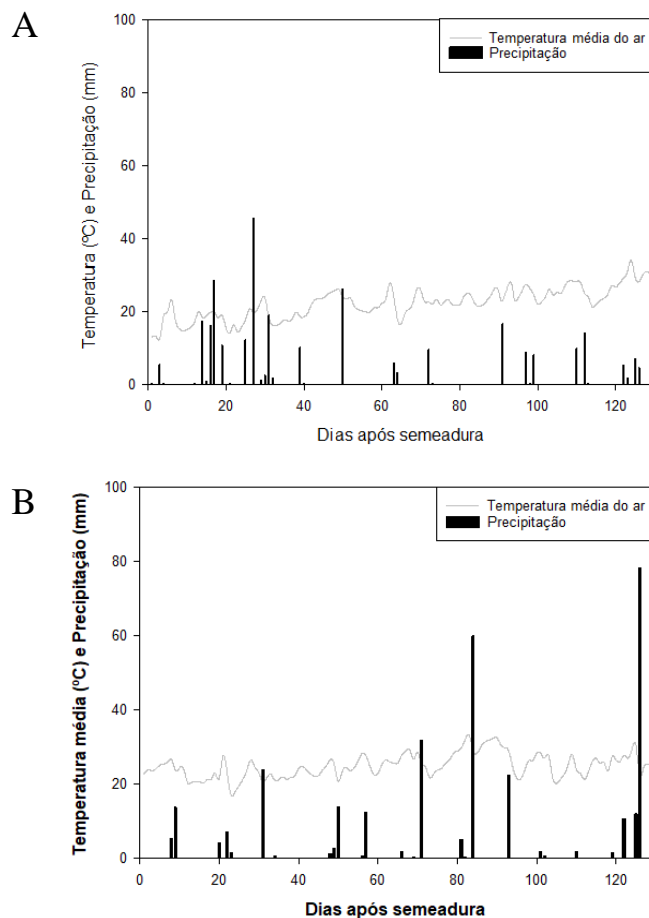 A
100
80
60
40
20
0
Temperatura (ºC) e Precipitação (mm)
Temperatura média do ar
Precipitação
0 20 40 60 80 100 120
Dias após semeadura
B
100
80
60
40
20
0
Temperatura média (ºC) e Precipitação (mm)
Temperatura média do ar
Precipitação
0 20 40 60 80 100 120
Dias após semeadura